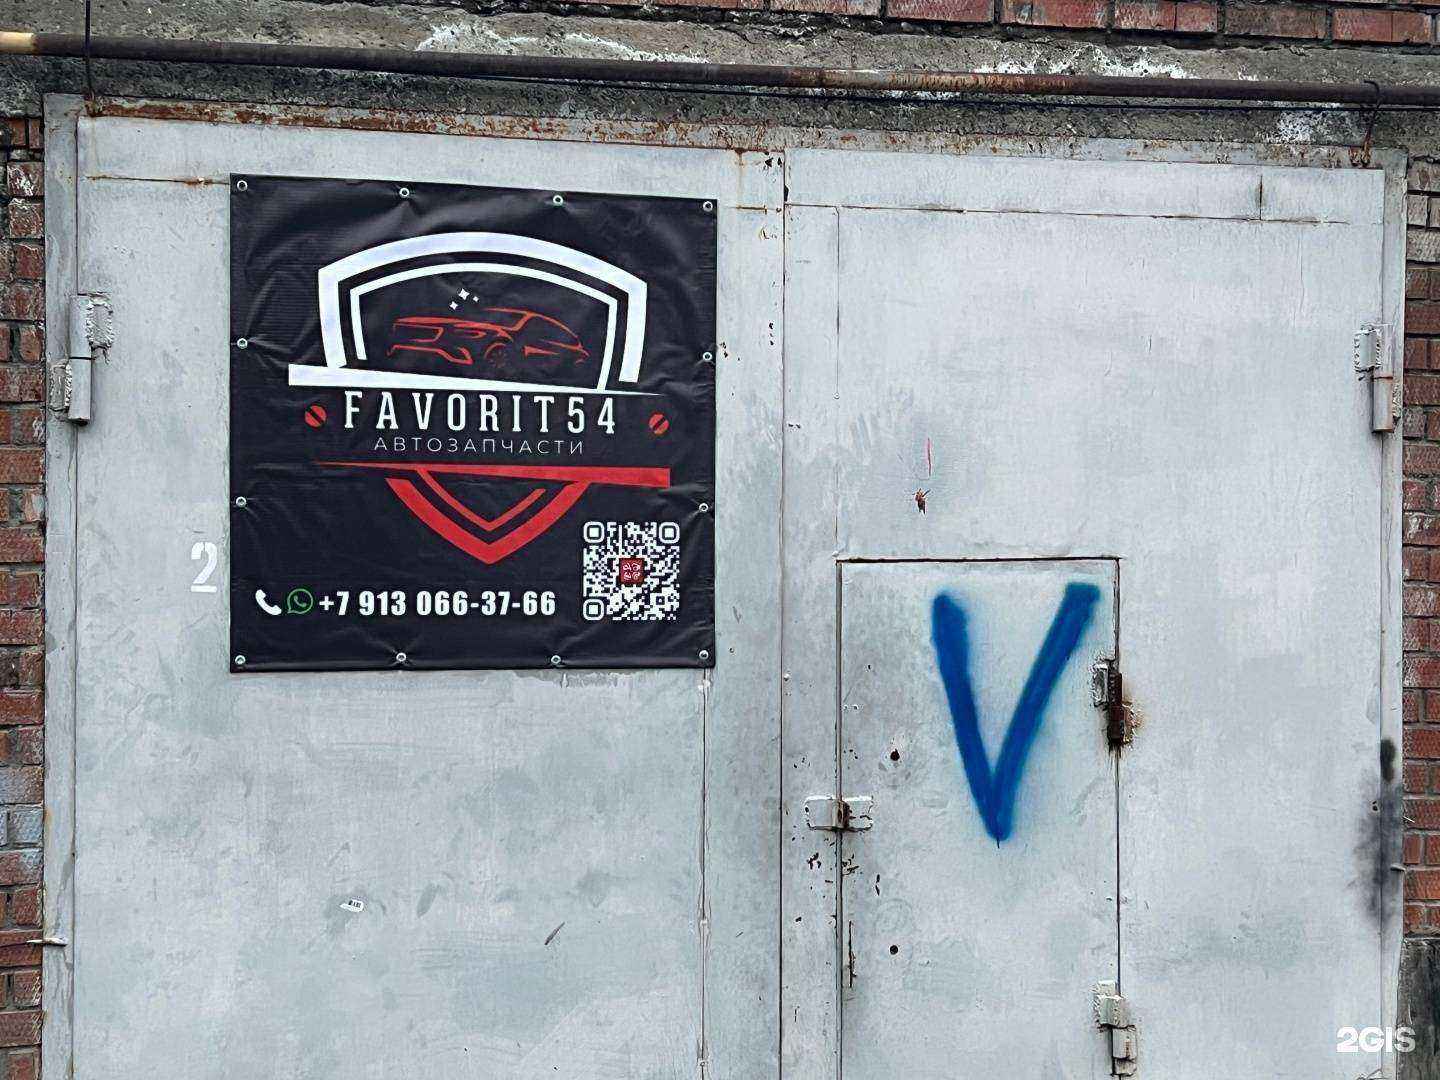 FAVORIT54
АВТОЗАПЧАСТИ
2
+7 913 066-37-66
V
2GIS